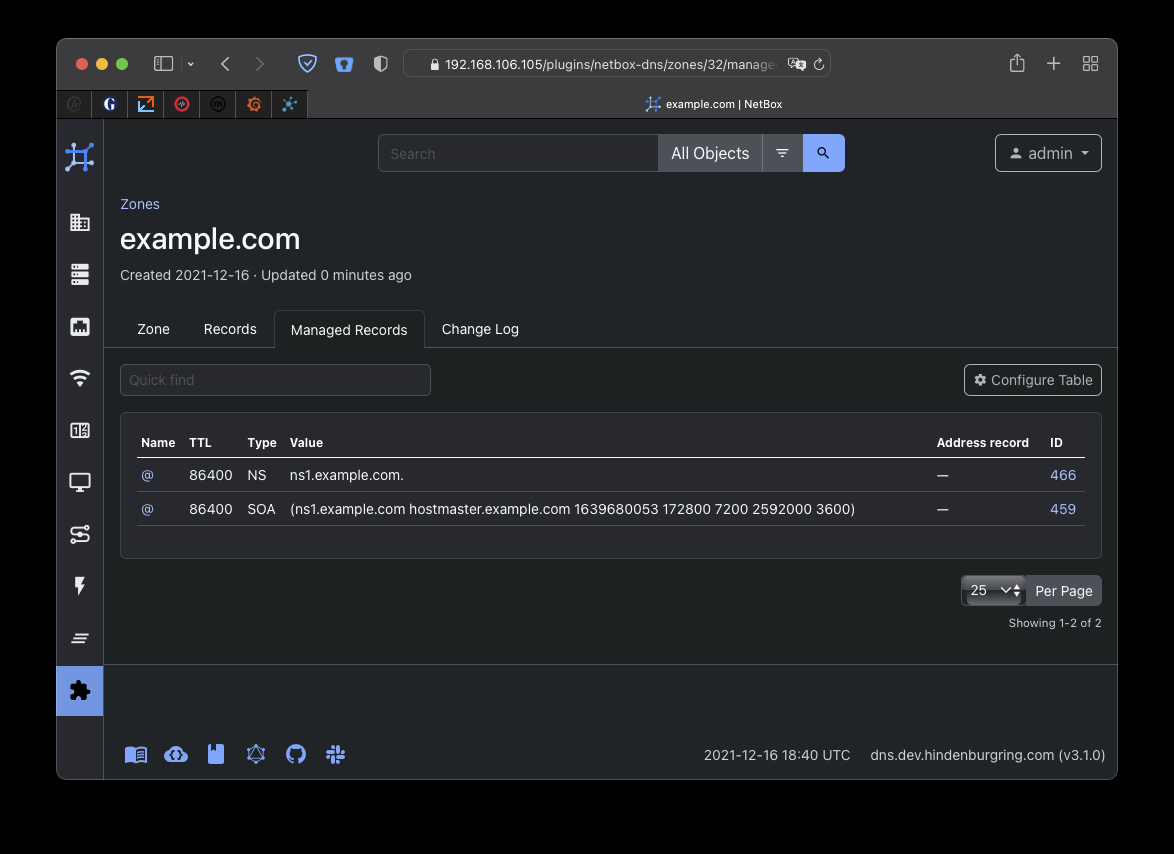 192.168.106.105/plugins/netbox-dns/zones/32/manage
example.com | NetBox
Search
All Objects
admin
Zones
example.com
Created 2021-12-16 · Updated 0 minutes ago
Zone Records Managed Records Change Log
Quick find
Configure Table
Name TTL Type Value Address record ID
@ 86400 NS ns1.example.com. — 466
@ 86400 SOA (ns1.example.com hostmaster.example.com 1639680053 172800 7200 2592000 3600) — 459
25 Per Page
Showing 1-2 of 2
2021-12-16 18:40 UTC dns.dev.hindenburgring.com (v3.1.0)